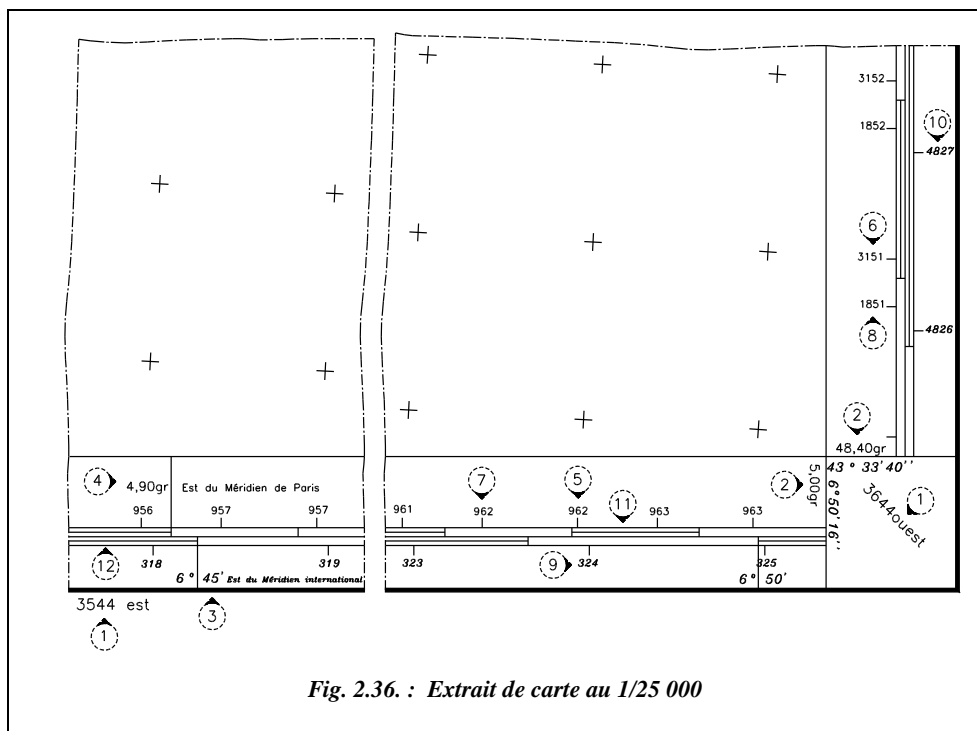 3152
1852
10
4827
6
3151
1851
8
4826
2
48,40gr
4 4,90gr Est du Méridien de Paris 7 5 2 5,00gr 43 ° 33' 40''
6 ° 50' 16''
3644ouest
1
956 957 957 961 962 11 962 963 963
12 318 319 323 9 324 325
6 ° 45' Est du Méridien international 6 ° 50'
3544 est 3
1
Fig. 2.36. : Extrait de carte au 1/25 000